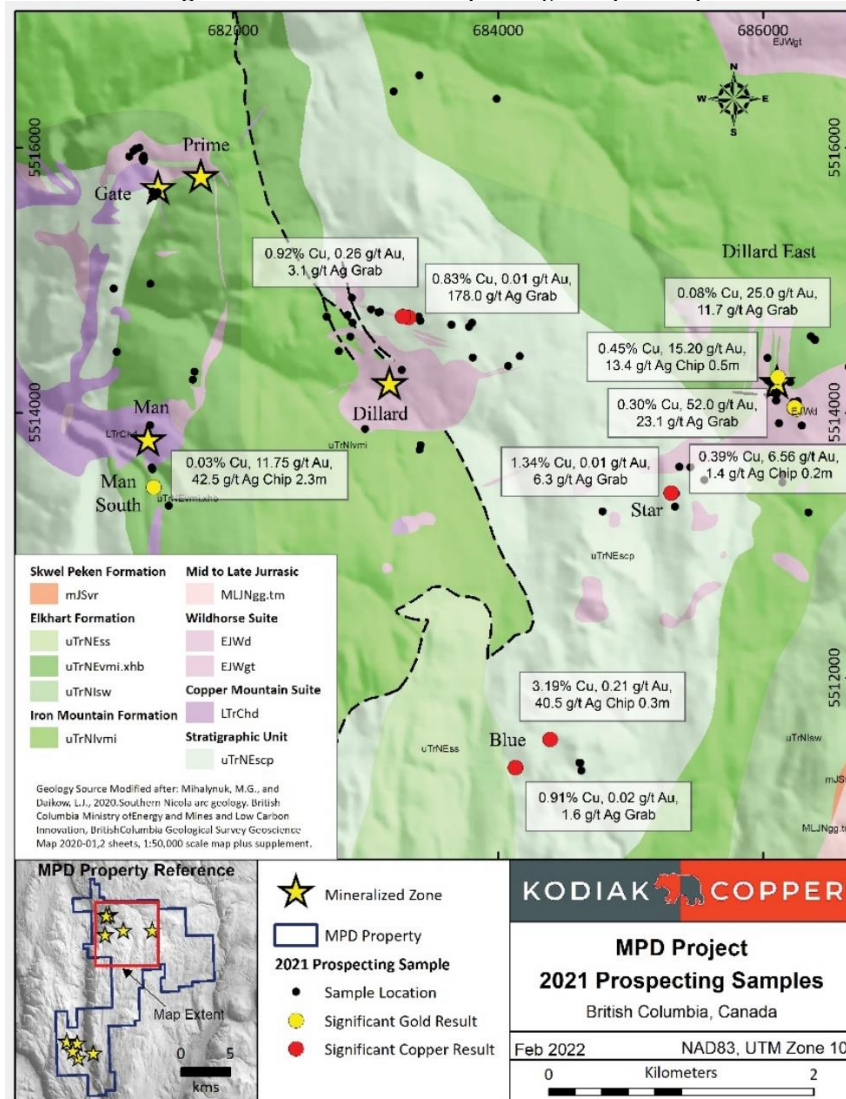 682000
684000
686000
EJWgt
N
W E
S
5516000
5516000
Prime
Gate
0.92% Cu, 0.26 g/t Au,
3.1 g/t Ag Grab
0.83% Cu, 0.01 g/t Au,
178.0 g/t Ag Grab
Dillard East
0.08% Cu, 25.0 g/t Au,
11.7 g/t Ag Grab
0.45% Cu, 15.20 g/t Au,
13.4 g/t Ag Chip 0.5m
0.30% Cu, 52.0 g/t Au,
23.1 g/t Ag Grab
EJWd
5514000
5514000
Man
LTrChd
Dillard
uTrNIvmi
0.03% Cu, 11.75 g/t Au,
42.5 g/t Ag Chip 2.3m
Man
South
uTrNEvmi.xhb
1.34% Cu, 0.01 g/t Au,
6.3 g/t Ag Grab
0.39% Cu, 6.56 g/t Au,
1.4 g/t Ag Chip 0.2m
Star
uTrNEscp
3.19% Cu, 0.21 g/t Au,
40.5 g/t Ag Chip 0.3m
5512000
Blue
uTrNEss
uTrNIsw
0.91% Cu, 0.02 g/t Au,
1.6 g/t Ag Grab
MLJNgg.t
Skwel Peken Formation
mJSvr
Elkhart Formation
uTrNEss
uTrNEvmi.xhb
uTrNIsw
Iron Mountain Formation
uTrNIvmi
Mid to Late Jurrasic
MLJNgg.tm
Wildhorse Suite
EJWd
EJWgt
Copper Mountain Suite
LTrChd
Stratigraphic Unit
uTrNEscp
Geology Source Modified after: Mihalynuk, M.G., and
Daikow, L.J., 2020.Southern Nicola arc geology. British
Columbia Ministry ofEnergy and Mines and Low Carbon
Innovation, BritishColumbia Geological Survey Geoscience
Map 2020-01,2 sheets, 1:50,000 scale map plus supplement.
MPD Property Reference
Map Extent
0 5
kms
Mineralized Zone
MPD Property
2021 Prospecting Sample
Sample Location
Significant Gold Result
Significant Copper Result
KODIAK COPPER
MPD Project
2021 Prospecting Samples
British Columbia, Canada
Feb 2022 NAD83, UTM Zone 10
Kilometers
0 2